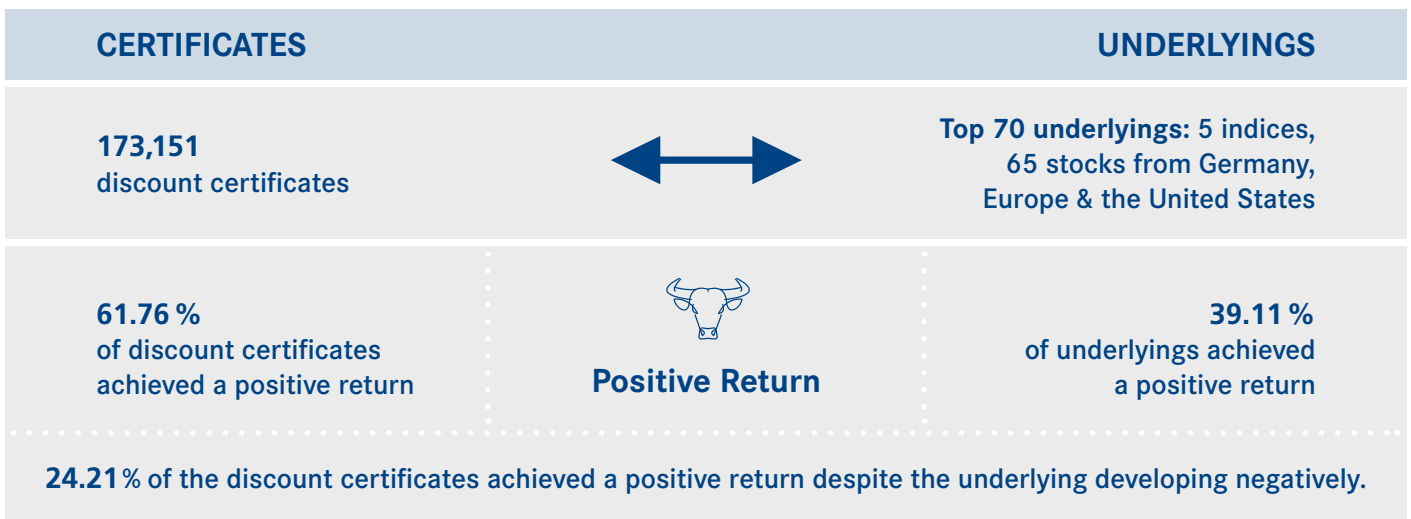 CERTIFICATES
UNDERLYINGS
173,151
discount certificates
Top 70 underlyings: 5 indices,
65 stocks from Germany,
Europe & the United States
61.76 %
of discount certificates
achieved a positive return
Positive Return
39.11 %
of underlyings achieved
a positive return
24.21 % of the discount certificates achieved a positive return despite the underlying developing negatively.